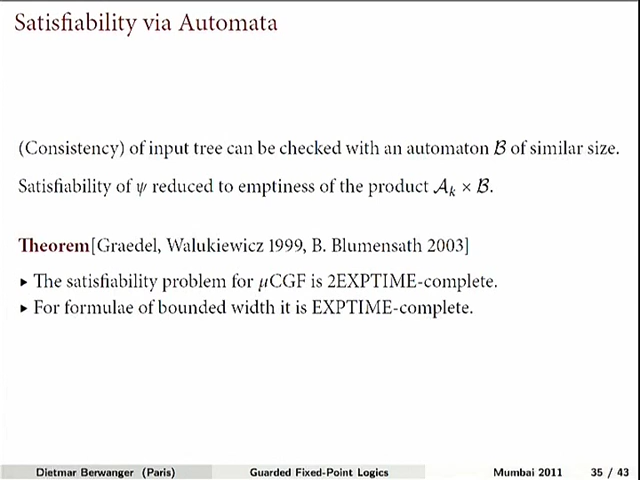 Satisfiability via Automata
(Consistency) of input tree can be checked with an automaton ℬ of similar size.
Satisfiability of ψ reduced to emptiness of the product 𝒜ₖ × ℬ.
Theorem[Graedel, Walukiewicz 1999, B. Blumensath 2003]
▸ The satisfiability problem for μCGF is 2EXPTIME-complete.
▸ For formulae of bounded width it is EXPTIME-complete.
Dietmar Berwanger (Paris) Guarded Fixed-Point Logics Mumbai 2011 35 / 43